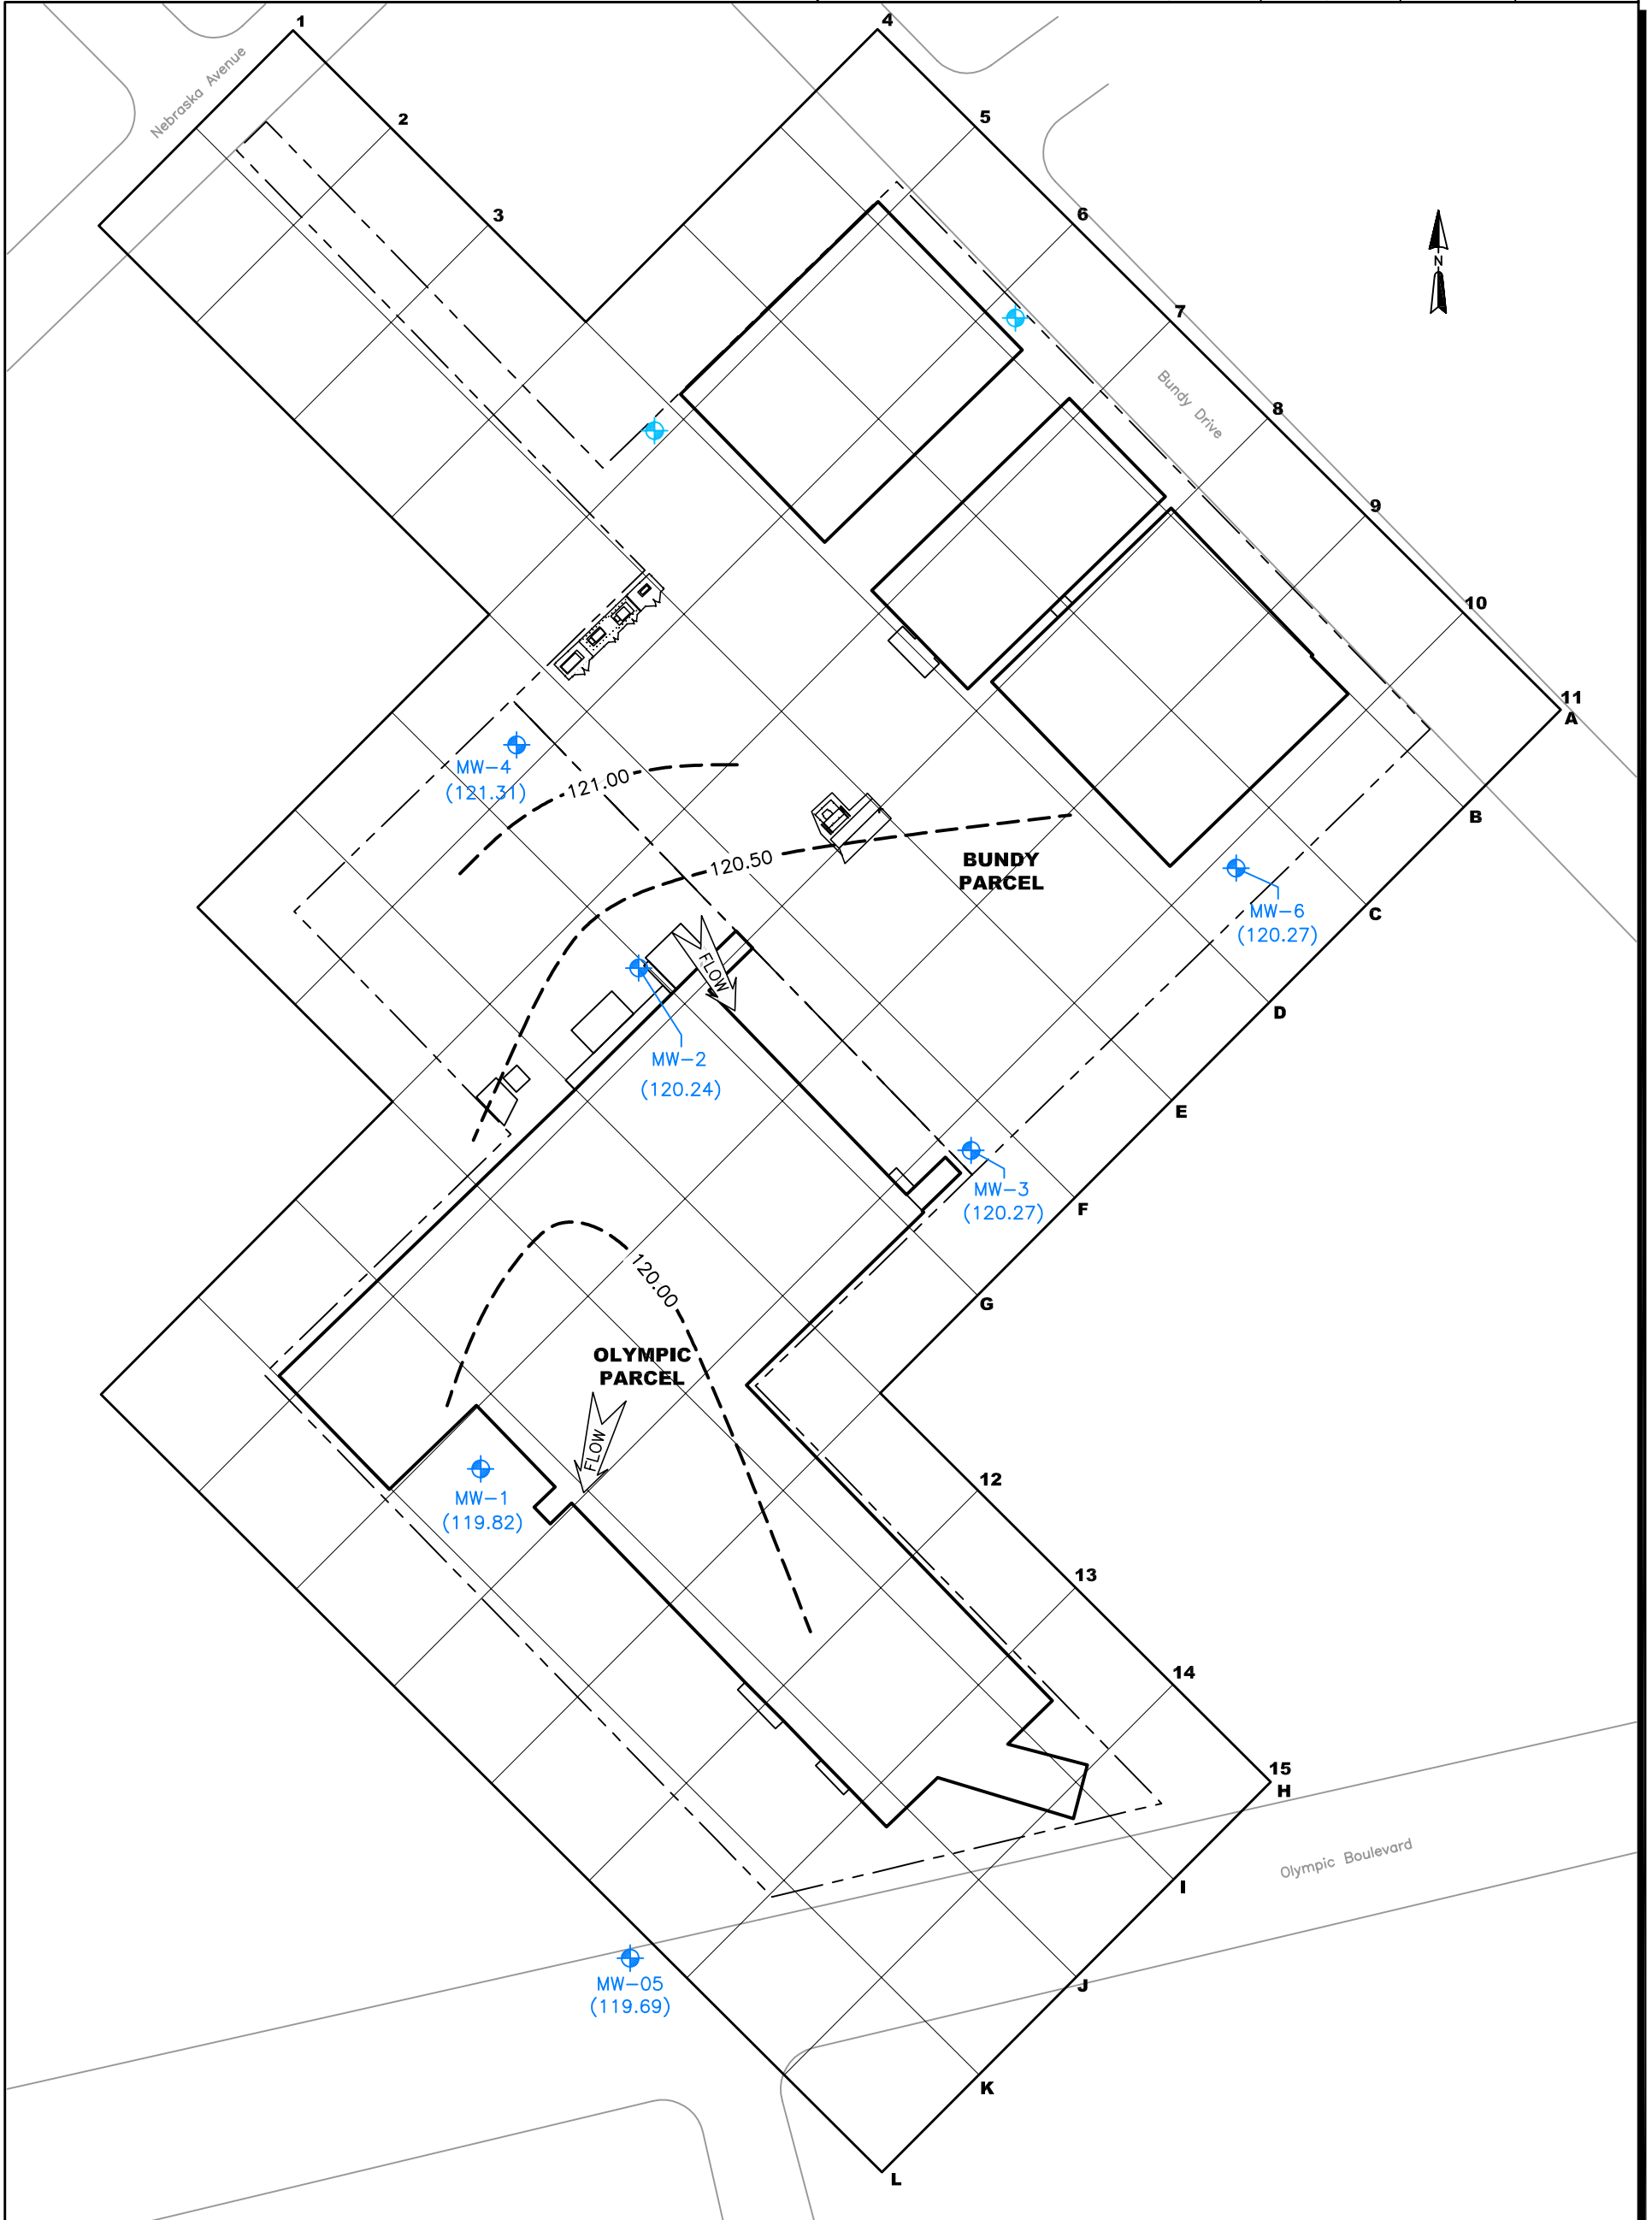 1
4
Nebraska Avenue
2
5
3
6
N
7
Bundy Drive
8
9
10
11
A
MW-4
(121.31)
121.00
B
120.50
BUNDY
PARCEL
MW-6
(120.27)
C
FLOW
D
MW-2
(120.24)
E
MW-3
(120.27)
F
120.00
G
OLYMPIC
PARCEL
FLOW
MW-1
(119.82)
12
13
14
15
H
Olympic Boulevard
I
MW-05
(119.69)
J
K
L